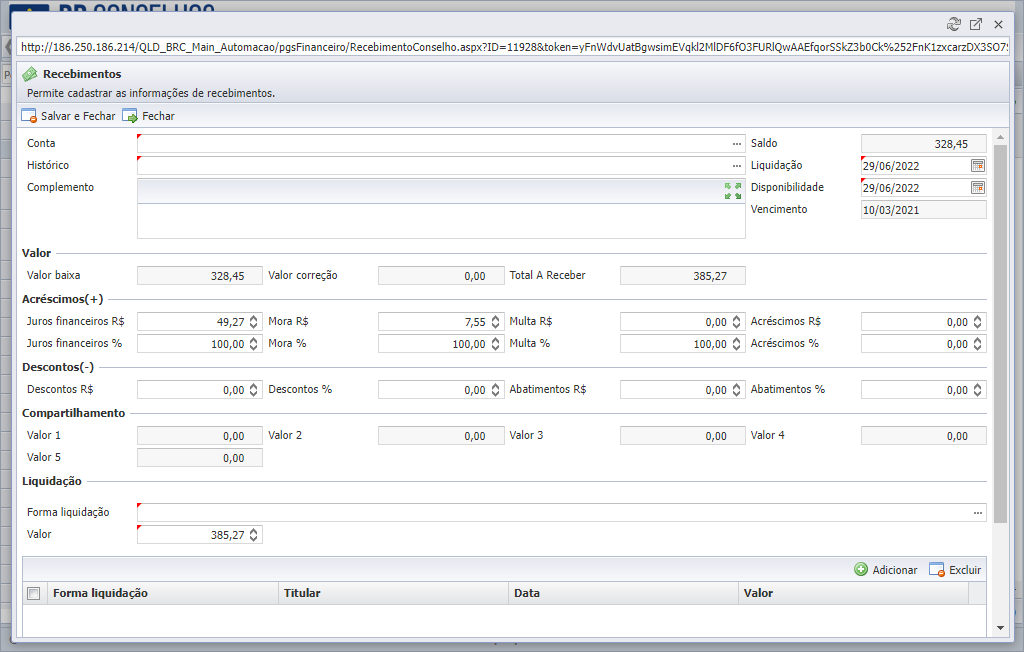 BR CONSELHOS
http://186.250.186.214/QLD_BRC_Main_Automacao/pgsFinanceiro/RecebimentoConselho.aspx?ID=11928&token=yFnWdvUatBgwsimEVqkl2MlDF6fO3FURlQwAAEfqorSSkZ3b0Ck%252FnK1zxcarzDX3SO7S
Recebimentos
Permite cadastrar as informações de recebimentos.
Salvar e Fechar Fechar
Conta ... Saldo 328,45
Histórico ... Liquidação 29/06/2022
Complemento Disponibilidade 29/06/2022
Vencimento 10/03/2021
Valor
Valor baixa 328,45 Valor correção 0,00 Total A Receber 385,27
Acréscimos(+)
Juros financeiros R$ 49,27 Mora R$ 7,55 Multa R$ 0,00 Acréscimos R$ 0,00
Juros financeiros % 100,00 Mora % 100,00 Multa % 100,00 Acréscimos % 0,00
Descontos(-)
Descontos R$ 0,00 Descontos % 0,00 Abatimentos R$ 0,00 Abatimentos % 0,00
Compartilhamento
Valor 1 0,00 Valor 2 0,00 Valor 3 0,00 Valor 4 0,00
Valor 5 0,00
Liquidação
Forma liquidação ...
Valor 385,27
Adicionar Excluir
Forma liquidação Titular Data Valor